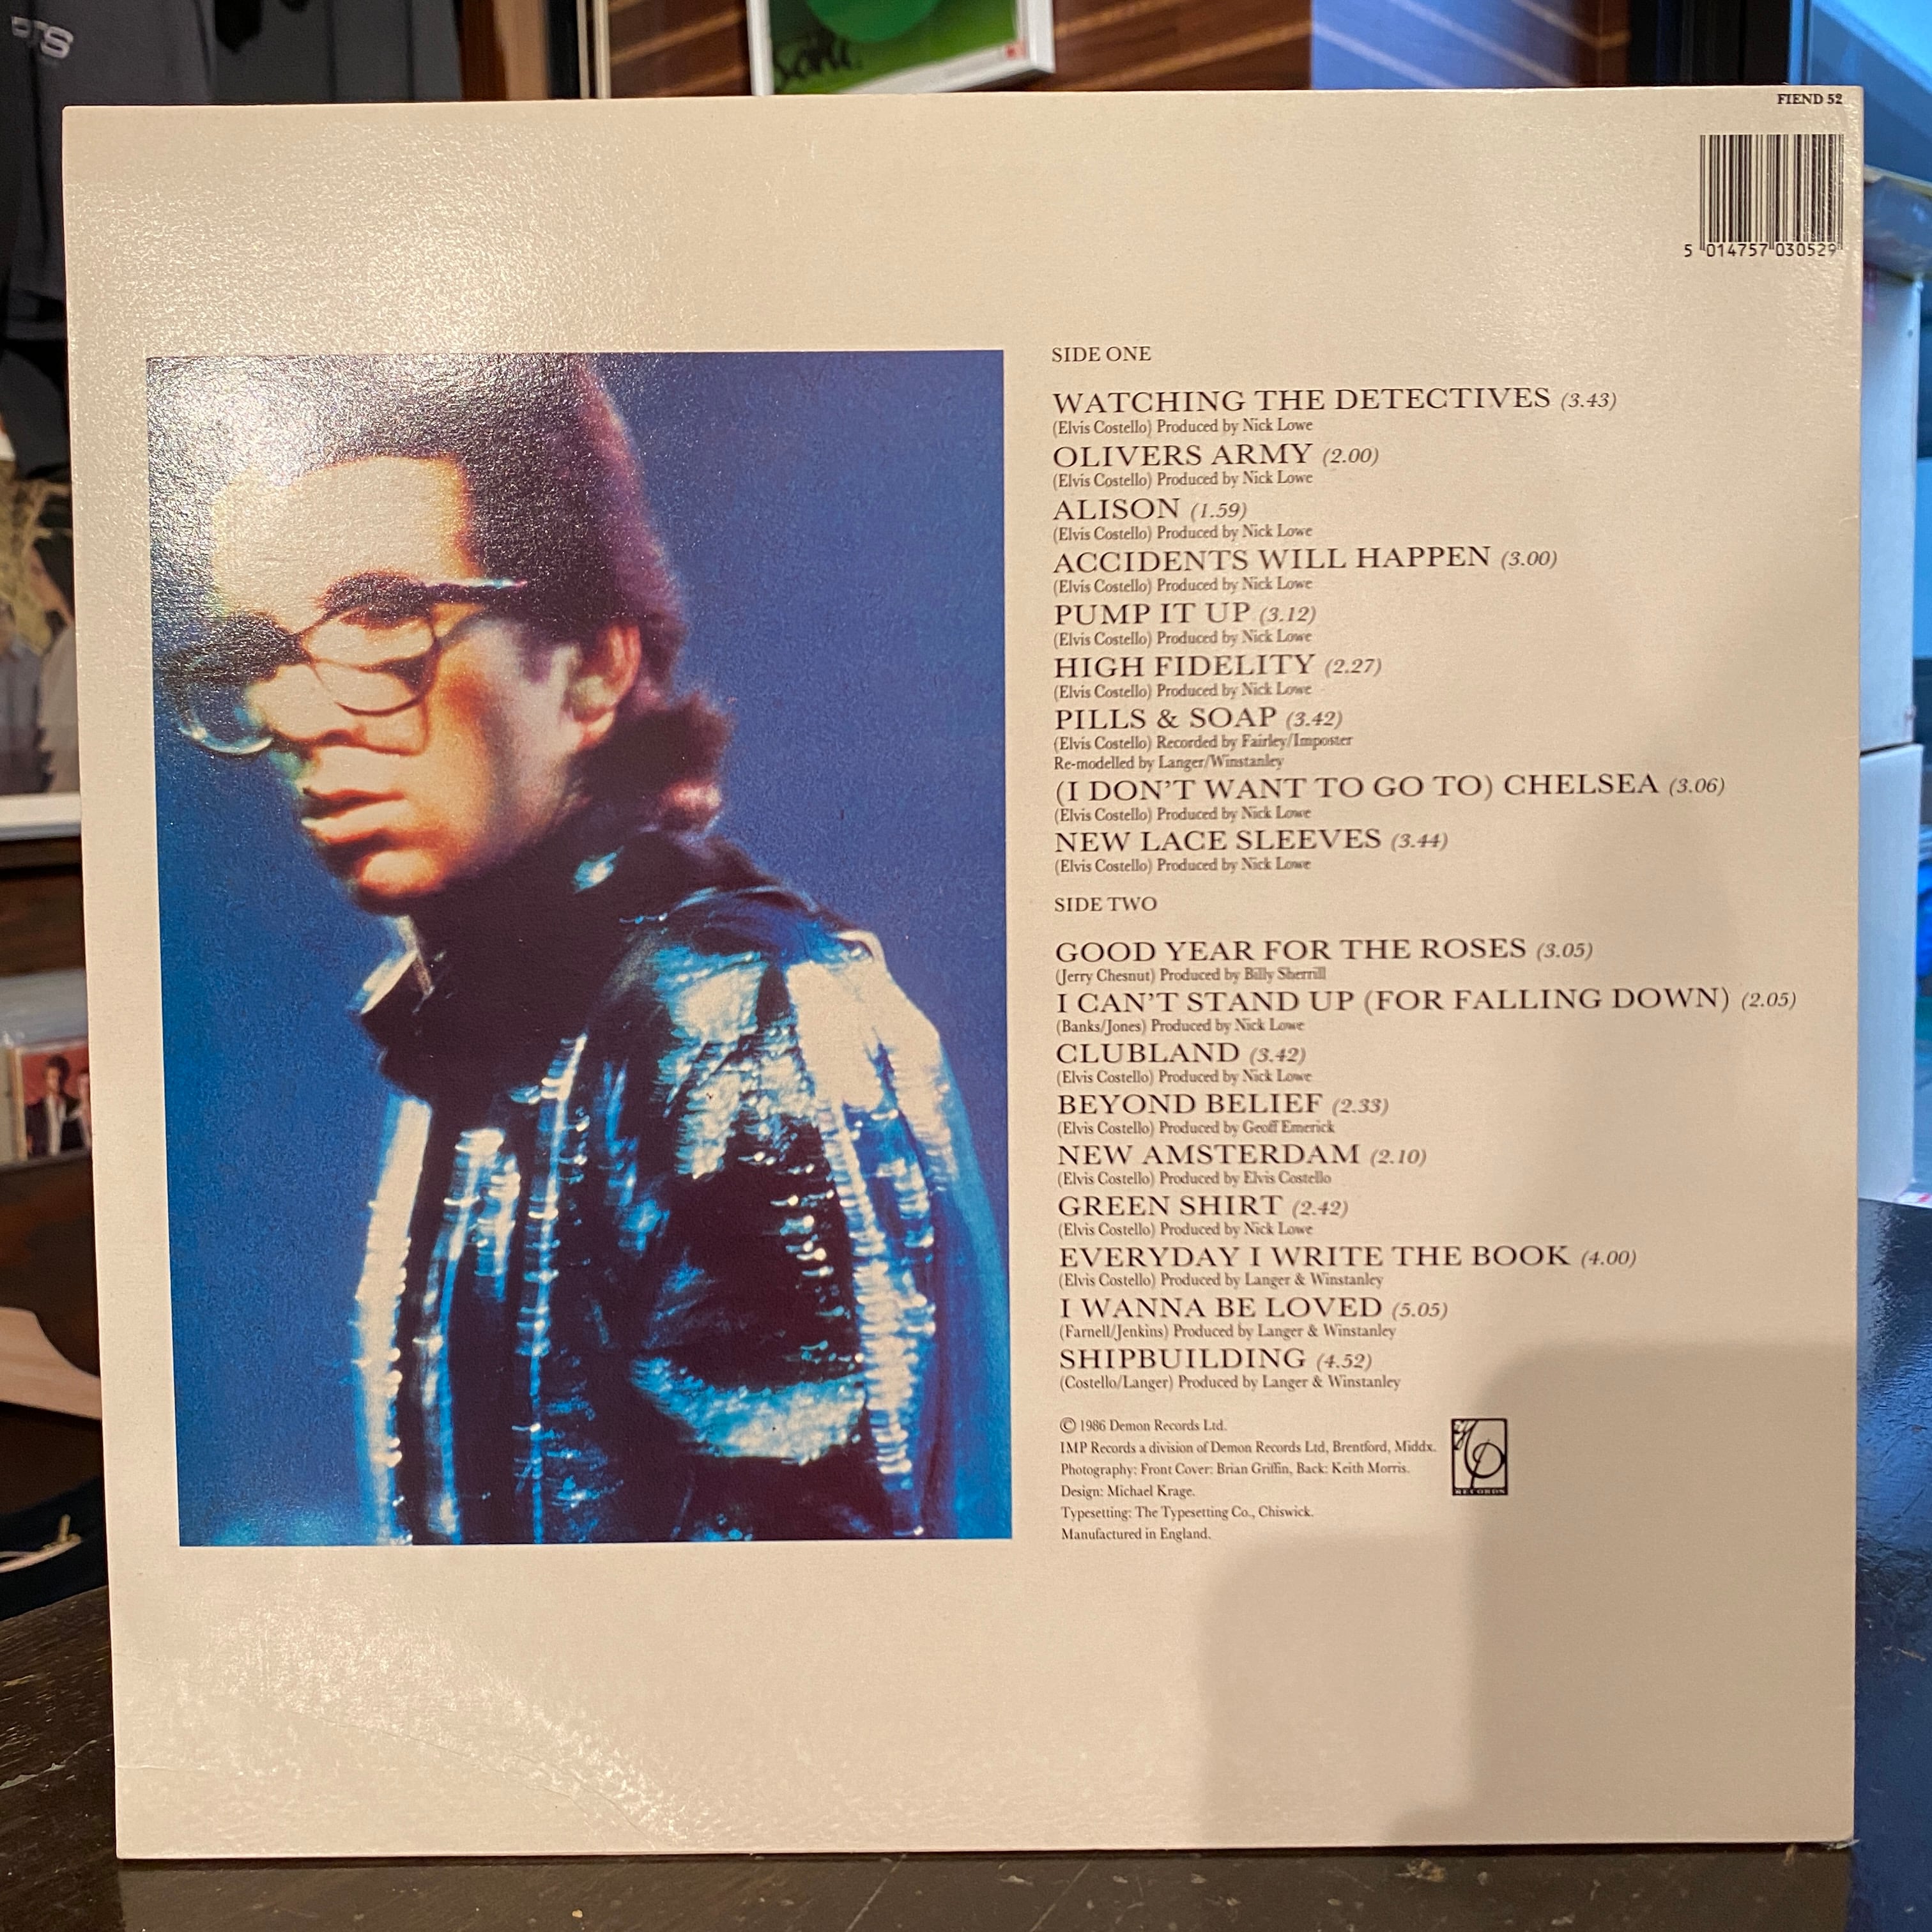 FIEND 52
5 014757 030529
SIDE ONE
WATCHING THE DETECTIVES (3.43)
(Elvis Costello) Produced by Nick Lowe
OLIVERS ARMY (2.00)
(Elvis Costello) Produced by Nick Lowe
ALISON (1.59)
(Elvis Costello) Produced by Nick Lowe
ACCIDENTS WILL HAPPEN (3.00)
(Elvis Costello) Produced by Nick Lowe
PUMP IT UP (3.12)
(Elvis Costello) Produced by Nick Lowe
HIGH FIDELITY (2.27)
(Elvis Costello) Produced by Nick Lowe
PILLS & SOAP (3.42)
(Elvis Costello) Recorded by Fairley/Imposter
Re-modelled by Langer/Winstanley
(I DON'T WANT TO GO TO) CHELSEA (3.06)
(Elvis Costello) Produced by Nick Lowe
NEW LACE SLEEVES (3.44)
(Elvis Costello) Produced by Nick Lowe
SIDE TWO
GOOD YEAR FOR THE ROSES (3.05)
(Jerry Chesnut) Produced by Billy Sherrill
I CAN'T STAND UP (FOR FALLING DOWN) (2.05)
(Banks/Jones) Produced by Nick Lowe
CLUBLAND (3.42)
(Elvis Costello) Produced by Nick Lowe
BEYOND BELIEF (2.33)
(Elvis Costello) Produced by Geoff Emerick
NEW AMSTERDAM (2.10)
(Elvis Costello) Produced by Elvis Costello
GREEN SHIRT (2.42)
(Elvis Costello) Produced by Nick Lowe
EVERYDAY I WRITE THE BOOK (4.00)
(Elvis Costello) Produced by Langer & Winstanley
I WANNA BE LOVED (5.05)
(Farnell/Jenkins) Produced by Langer & Winstanley
SHIPBUILDING (4.52)
(Costello/Langer) Produced by Langer & Winstanley
© 1986 Demon Records Ltd.
IMP Records a division of Demon Records Ltd, Brentford, Middx.
Photography: Front Cover: Brian Griffin, Back: Keith Morris.
Design: Michael Krage.
Typesetting: The Typesetting Co., Chiswick.
Manufactured in England.
RECORDS